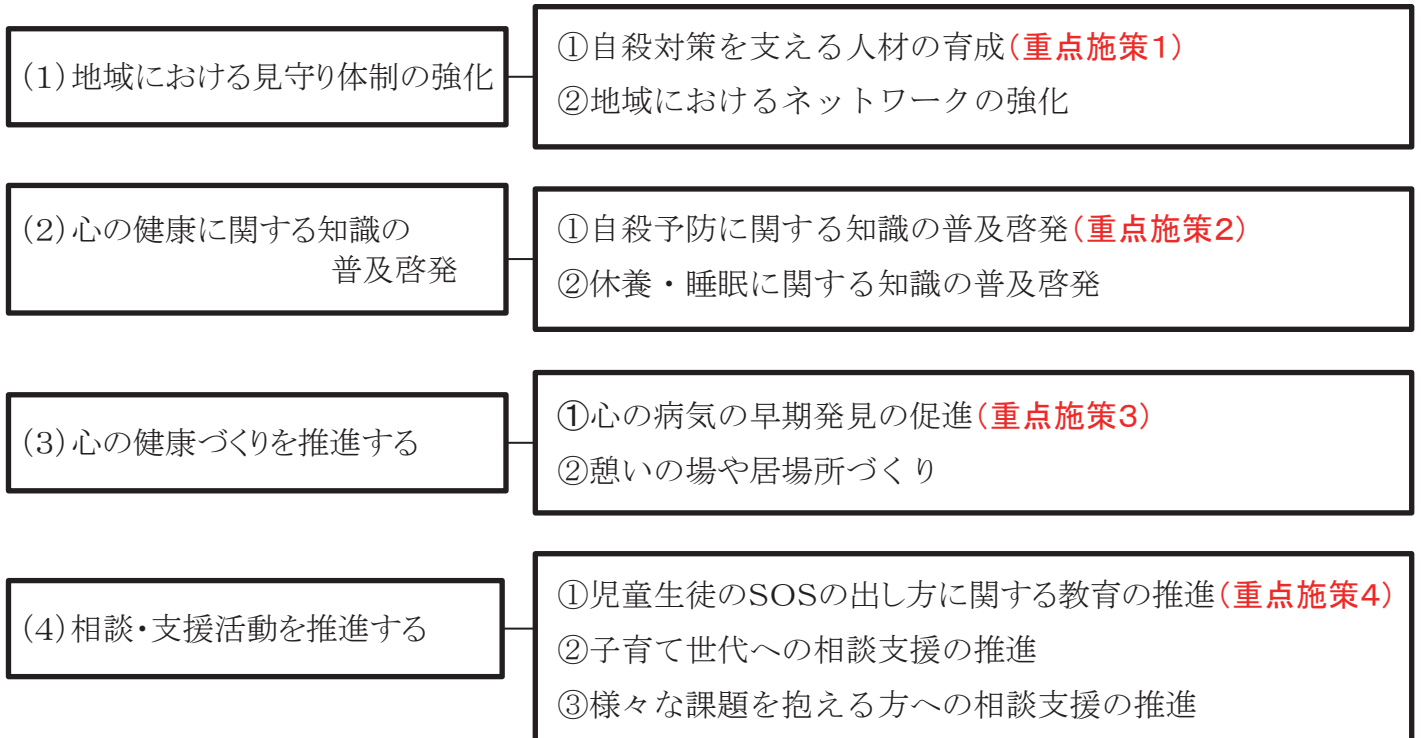 (1)地域における見守り体制の強化
①自殺対策を支える人材の育成(重点施策1)
②地域におけるネットワークの強化
(2)心の健康に関する知識の
普及啓発
①自殺予防に関する知識の普及啓発(重点施策2)
②休養・睡眠に関する知識の普及啓発
(3)心の健康づくりを推進する
①心の病気の早期発見の促進(重点施策3)
②憩いの場や居場所づくり
(4)相談・支援活動を推進する
①児童生徒のSOSの出し方に関する教育の推進(重点施策4)
②子育て世代への相談支援の推進
③様々な課題を抱える方への相談支援の推進